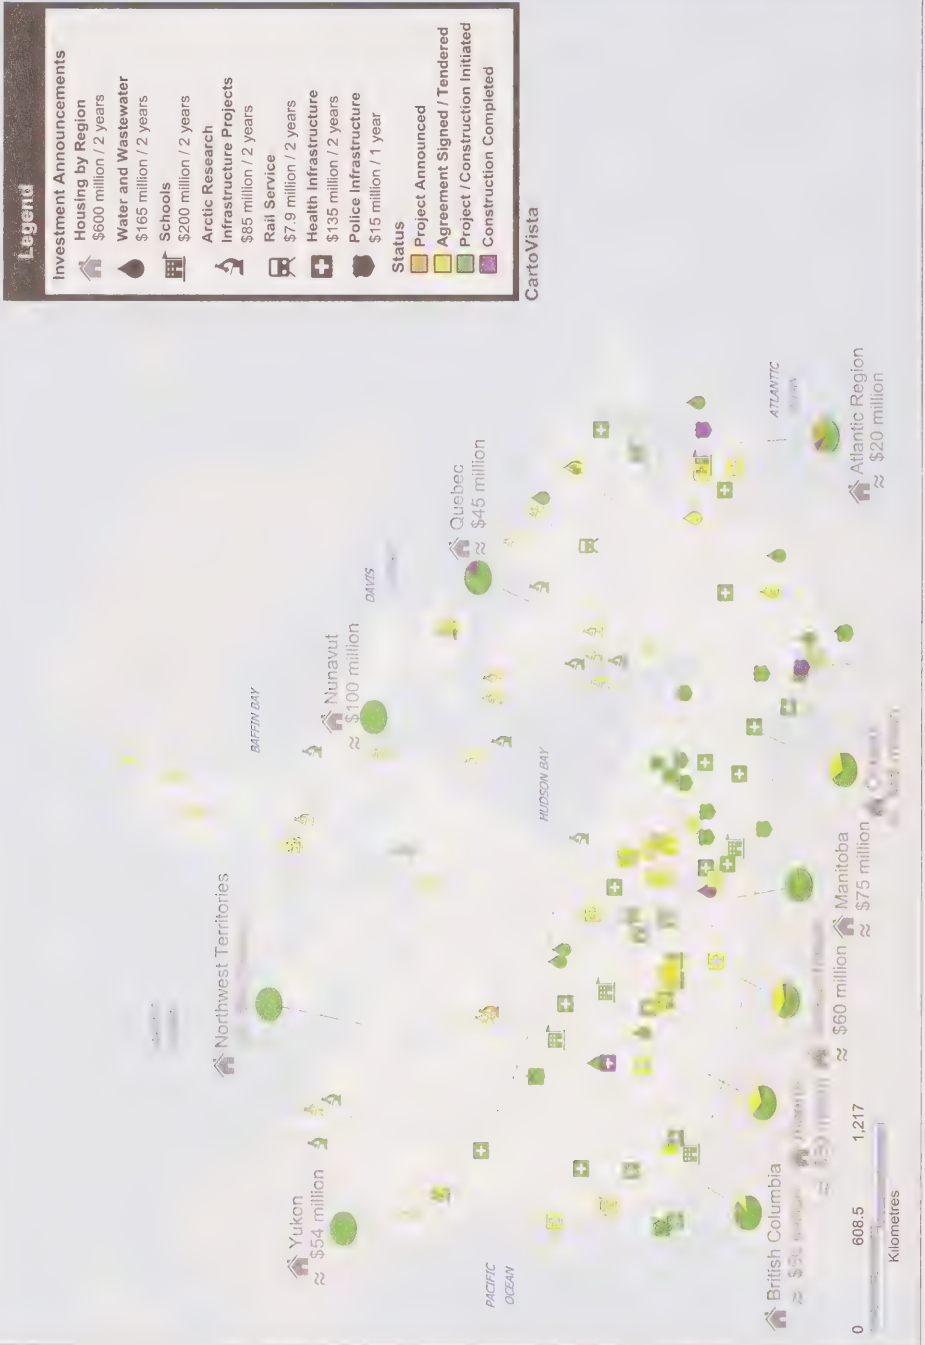 Legend
Investment Announcements
Housing by Region
$600 million / 2 years
Water and Wastewater
$165 million / 2 years
Schools
$200 million / 2 years
Arctic Research
Infrastructure Projects
$85 million / 2 years
Rail Service
$7.9 million / 2 years
Health Infrastructure
$135 million / 2 years
Police Infrastructure
$15 million / 1 year
Status
Project Announced
Agreement Signed / Tendered
Project / Construction Initiated
Construction Completed
CartoVista
BAFFIN BAY
Northwest Territories
DAVIS
Nunavut
≈ $100 million
Yukon
≈ $54 million
Quebec
≈ $45 million
PACIFIC
OCEAN
HUDSON BAY
ATLANTIC
Atlantic Region
≈ $20 million
British Columbia
≈
≈ $60 million
Manitoba
≈ $75 million
0 608.5 1,217
Kilometres